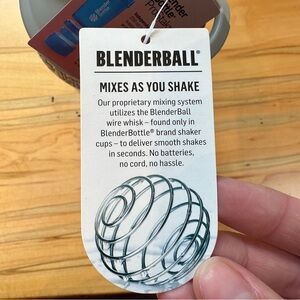 BLENDERBALL®
MIXES AS YOU SHAKE
Our proprietary mixing system
utilizes the BlenderBall
wire whisk – found only in
BlenderBottle® brand shaker
cups – to deliver smooth shakes
in seconds. No batteries,
no cord, no hassle.